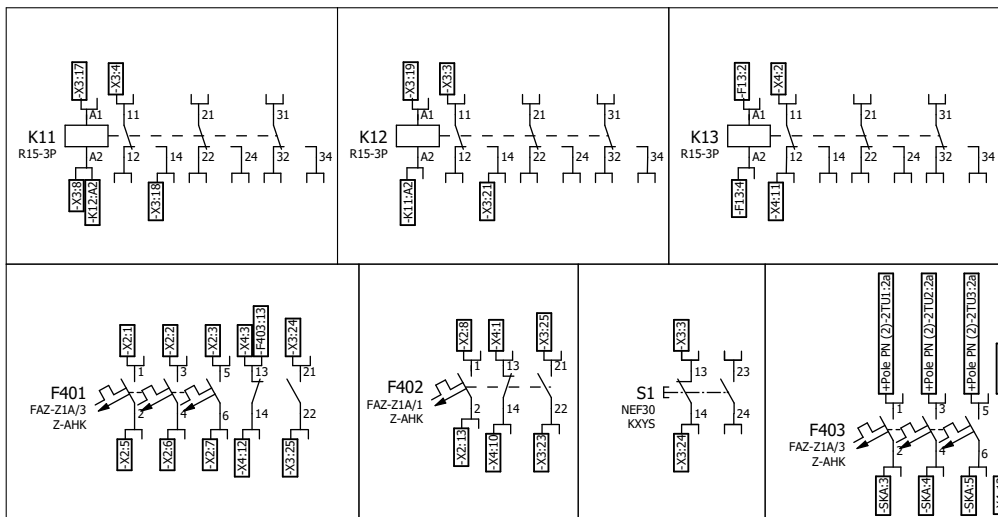 -X3:17
-X3:4
A1
11
21
31
K11
R15-3P
A2
12
14
22
24
32
34
-X3:8
-K12:A2
-X3:18
-X3:19
-X3:3
A1
11
21
31
K12
R15-3P
A2
12
14
22
24
32
34
-K11:A2
-X3:21
-F13:2
-X4:2
A1
11
21
31
K13
R15-3P
A2
12
14
22
24
32
34
-F13:4
-X4:11
-X2:1
-X2:2
-X2:3
-X4:3
-F403:13
-X3:24
1
3
5
13
21
F401
FAZ-Z1A/3
Z-AHK
2
4
6
14
22
-X2:5
-X2:6
-X2:7
-X4:12
-X3:25
-X2:8
-X4:1
-X3:25
1
13
21
F402
FAZ-Z1A/1
Z-AHK
2
14
22
-X2:13
-X4:10
-X3:23
-X3:3
13
23
S1
NEF30
KXYS
14
24
-X3:24
+Pole PN (2)-2TU1:2a
+Pole PN (2)-2TU2:2a
+Pole PN (2)-2TU3:2a
1
3
5
F403
FAZ-Z1A/3
Z-AHK
2
4
6
-SKA:3
-SKA:4
-SKA:5